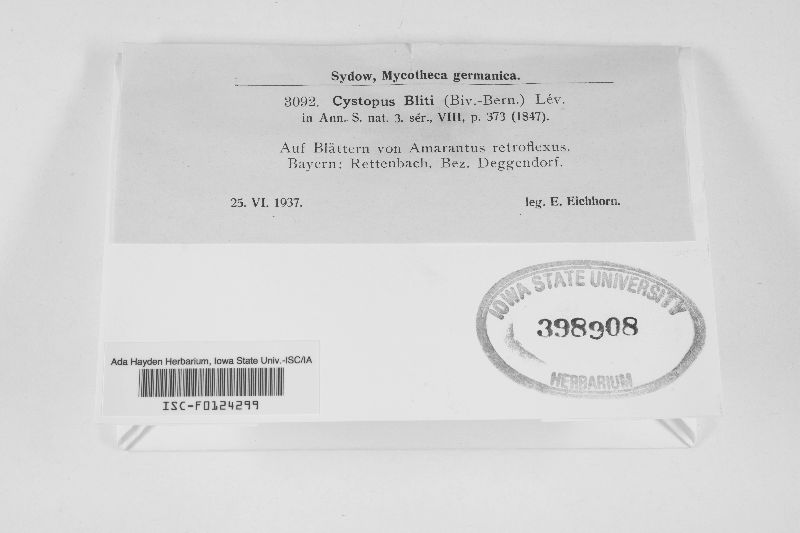 Sydow, Mycotheca germanica.
3092. Cystopus Bliti (Biv.-Bern.) Lév.
in Ann. S. nat. 3. sér., VIII, p. 373 (1847).
Auf Blättern von Amarantus retroflexus.
Bayern: Rettenbach, Bez. Deggendorf.
25. VI. 1937. leg. E. Eichhorn.
IOWA STATE UNIVERSITY
398908
HERBARIUM
Ada Hayden Herbarium, Iowa State Univ.-ISC/IA
ISC-F0124299